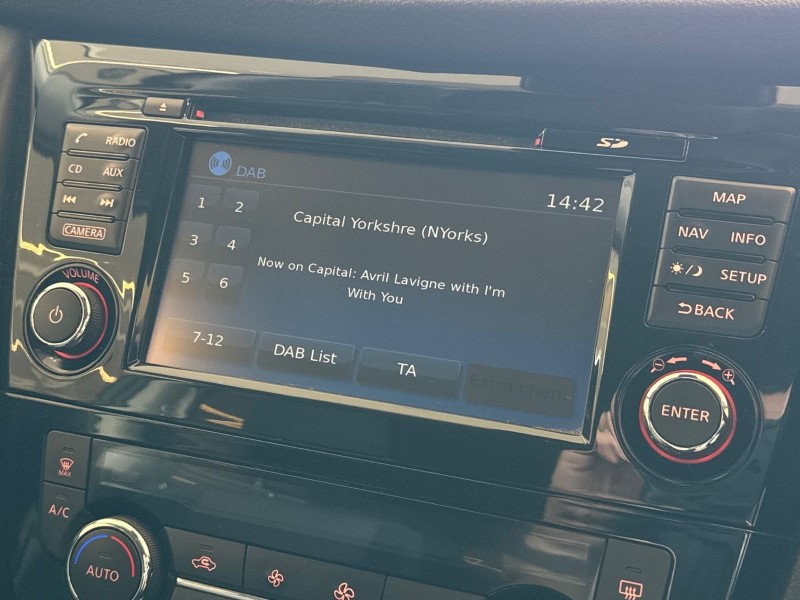 RADIO
CD AUX
CAMERA
VOLUME
DAB
14:42
1 2
3 4
5 6
7-12
Capital Yorkshre (NYorks)
Now on Capital: Avril Lavigne with I'm
With You
DAB List
TA
Extra chan.
SD
MAP
NAV INFO
SETUP
BACK
ENTER
MAX
A/C
AUTO